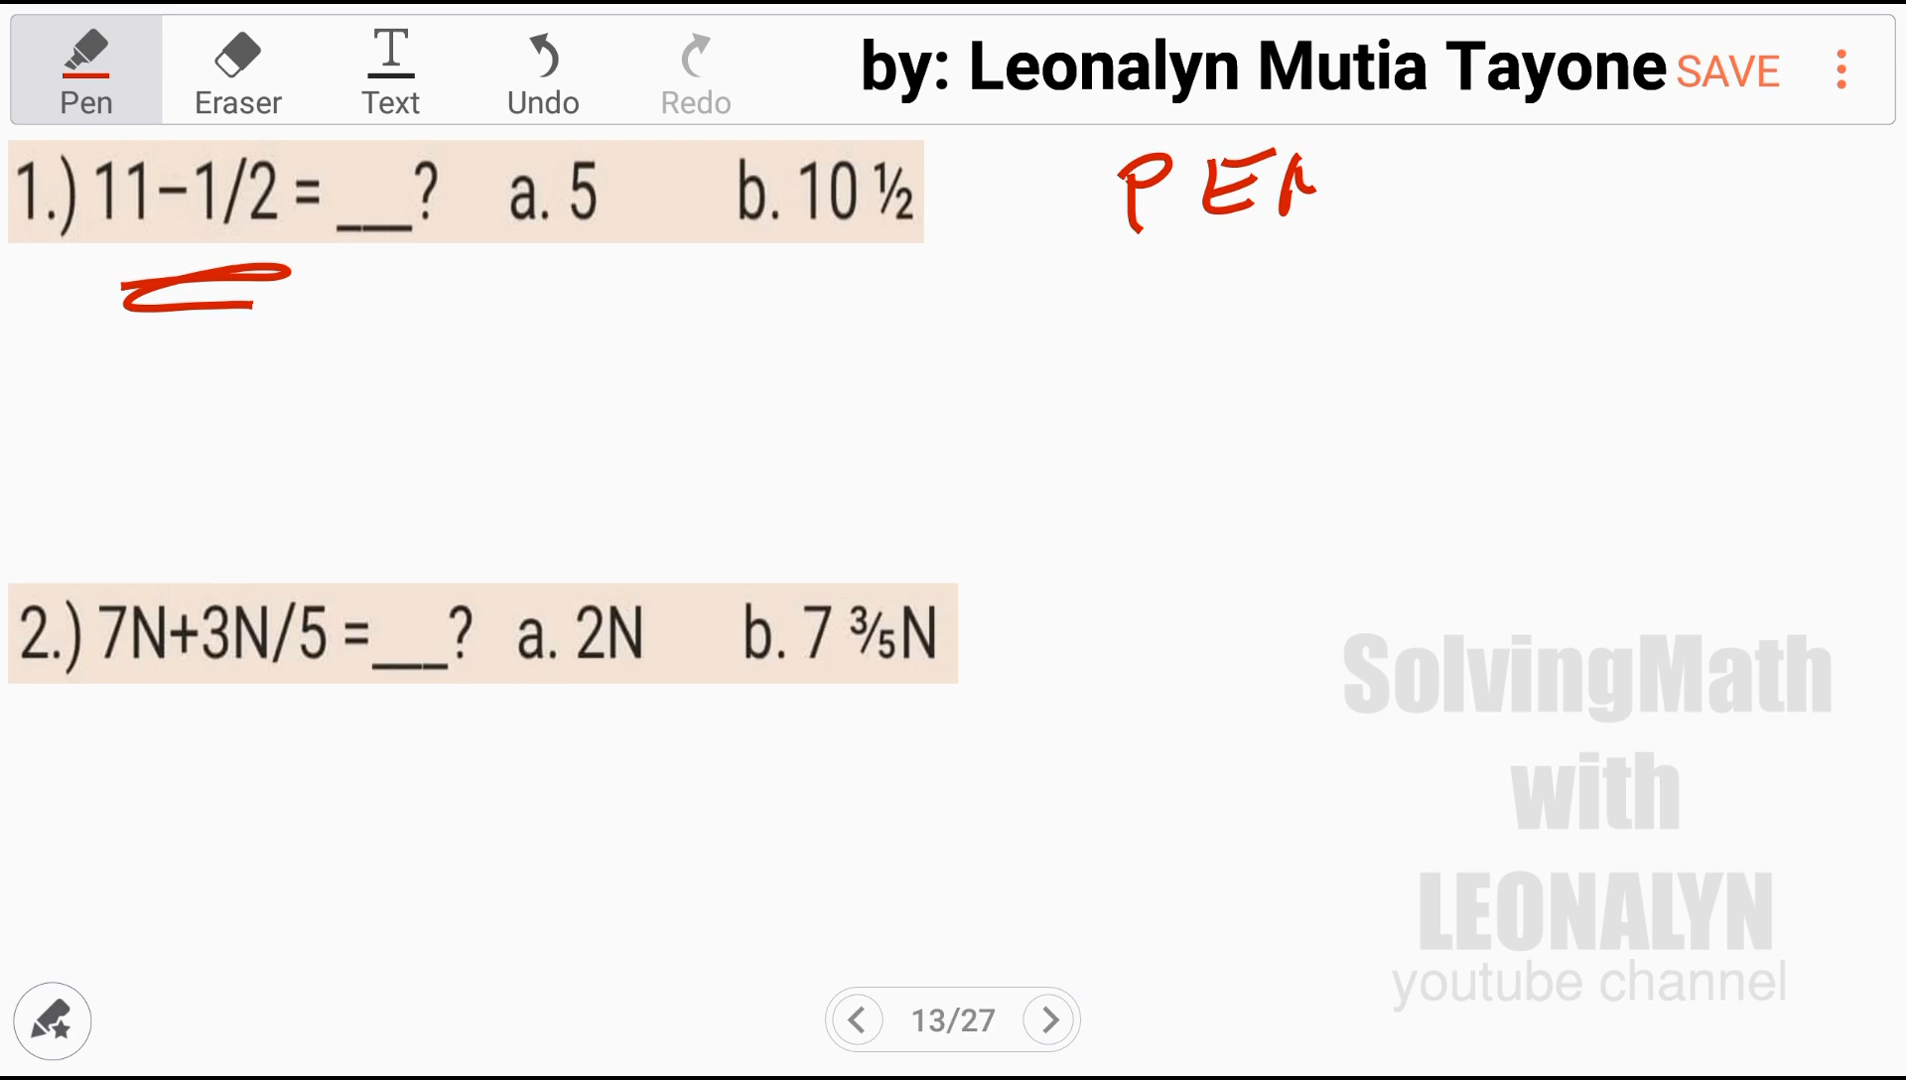 Pen Eraser Text Undo Redo by: Leonalyn Mutia Tayone SAVE
1.) 11–1/2 = __? a. 5 b. 10 ½
P E
2.) 7N+3N/5 =__? a. 2N b. 7 ⅗N
SolvingMath
with
LEONALYN
youtube channel
13/27